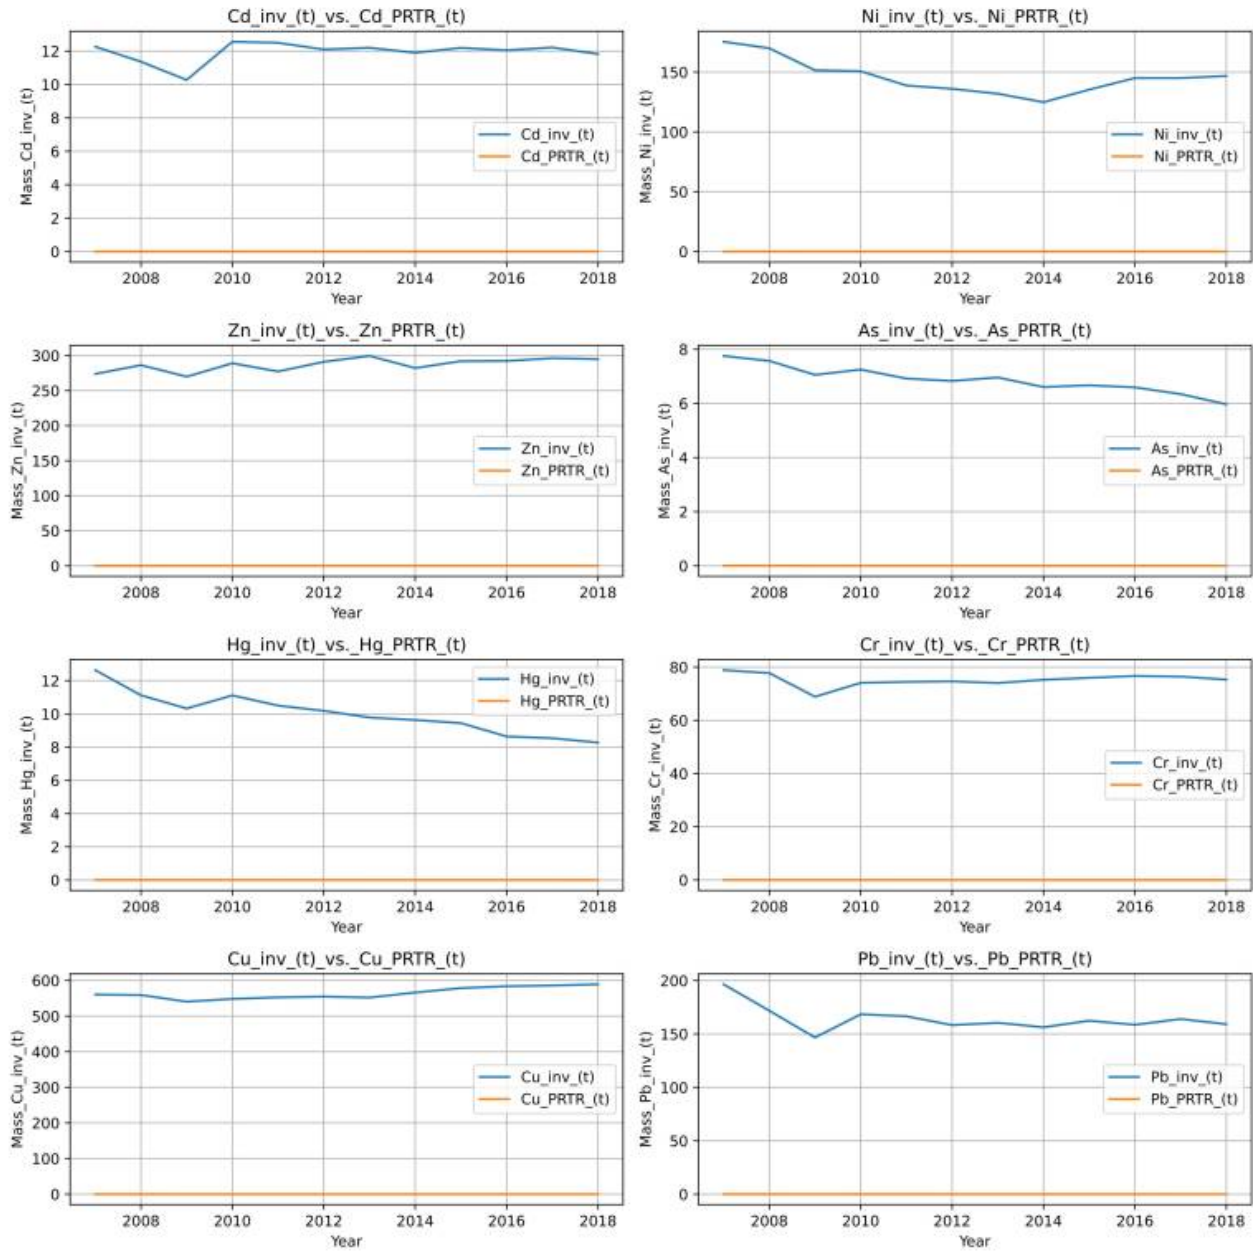 Cd_inv_(t)_vs._Cd_PRTR_(t)
12
10
8
6
4
2
0
Mass_Cd_inv_(t)
Cd_inv_(t)
Cd_PRTR_(t)
2008 2010 2012 2014 2016 2018
Year
Ni_inv_(t)_vs._Ni_PRTR_(t)
150
100
50
0
Mass_Ni_inv_(t)
Ni_inv_(t)
Ni_PRTR_(t)
2008 2010 2012 2014 2016 2018
Year
Zn_inv_(t)_vs._Zn_PRTR_(t)
300
250
200
150
100
50
0
Mass_Zn_inv_(t)
Zn_inv_(t)
Zn_PRTR_(t)
2008 2010 2012 2014 2016 2018
Year
As_inv_(t)_vs._As_PRTR_(t)
8
6
4
2
0
Mass_As_inv_(t)
As_inv_(t)
As_PRTR_(t)
2008 2010 2012 2014 2016 2018
Year
Hg_inv_(t)_vs._Hg_PRTR_(t)
12
10
8
6
4
2
0
Mass_Hg_inv_(t)
Hg_inv_(t)
Hg_PRTR_(t)
2008 2010 2012 2014 2016 2018
Year
Cr_inv_(t)_vs._Cr_PRTR_(t)
80
60
40
20
0
Mass_Cr_inv_(t)
Cr_inv_(t)
Cr_PRTR_(t)
2008 2010 2012 2014 2016 2018
Year
Cu_inv_(t)_vs._Cu_PRTR_(t)
600
500
400
300
200
100
0
Mass_Cu_inv_(t)
Cu_inv_(t)
Cu_PRTR_(t)
2008 2010 2012 2014 2016 2018
Year
Pb_inv_(t)_vs._Pb_PRTR_(t)
200
150
100
50
0
Mass_Pb_inv_(t)
Pb_inv_(t)
Pb_PRTR_(t)
2008 2010 2012 2014 2016 2018
Year